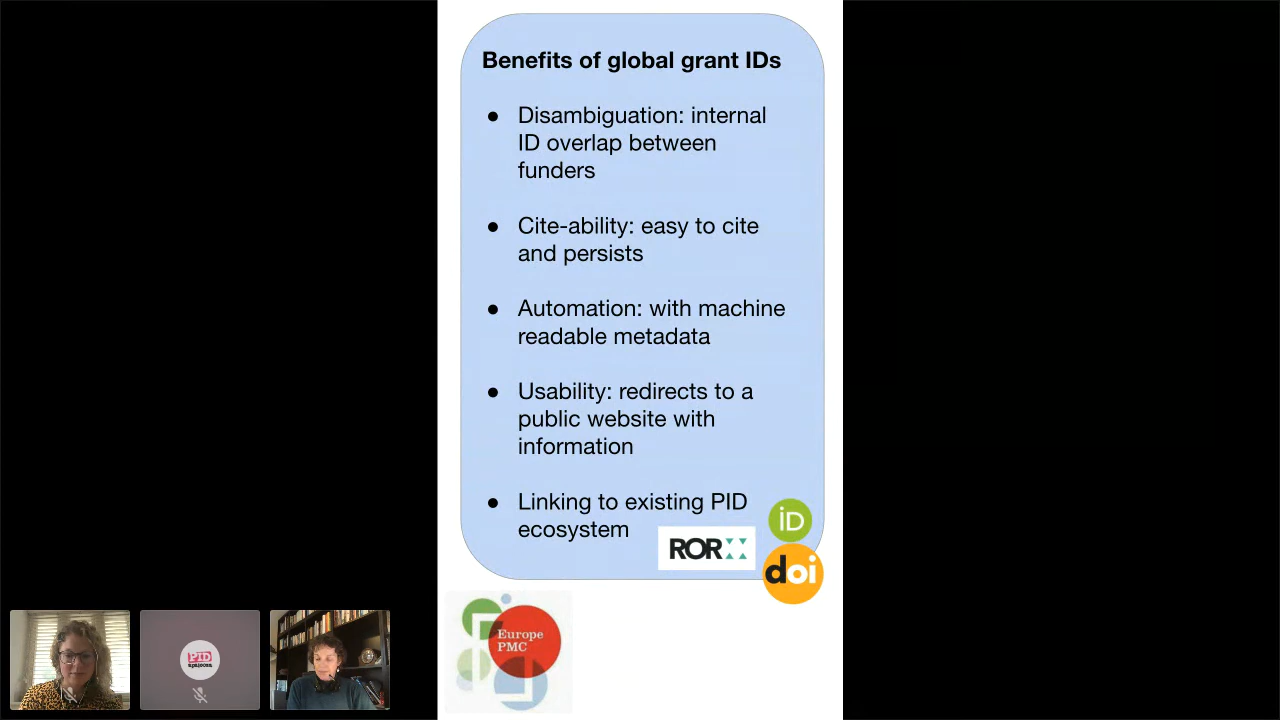 Benefits of global grant IDs
● Disambiguation: internal
ID overlap between
funders
● Cite-ability: easy to cite
and persists
● Automation: with machine
readable metadata
● Usability: redirects to a
public website with
information
● Linking to existing PID
ecosystem
ROR
iD
doi
Europe
PMC
PID